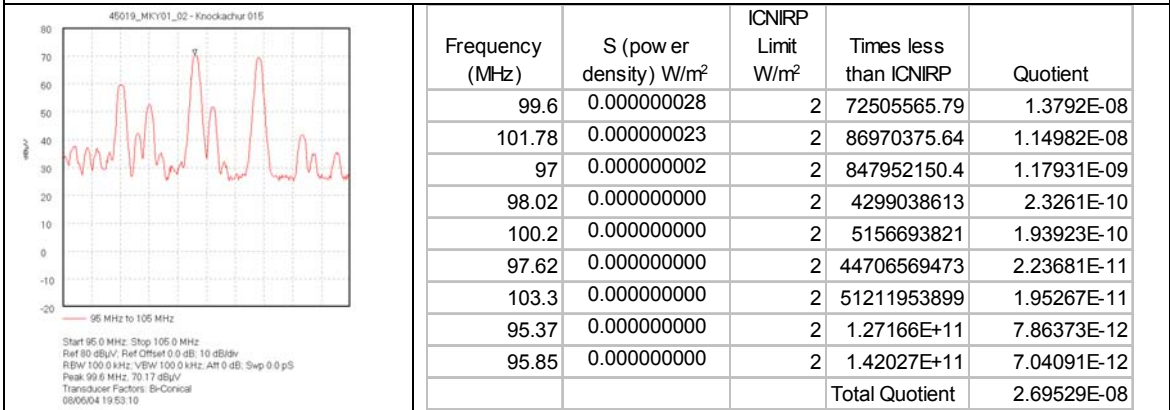 45019_MKY01_02 - Knockachur 015
80
70
60
50
40
30
20
10
0
-10
-20
dBµV
95 MHz to 105 MHz
Start 95.0 MHz; Stop 105.0 MHz
Ref 80 dBµV; Ref Offset 0.0 dB; 10 dB/div
RBW 100.0 kHz; VBW 100.0 kHz; Att 0 dB; Swp 0.0 pS
Peak 99.6 MHz, 70.17 dBµV
Transducer Factors: Bi-Conical
08/06/04 19:53:10
Frequency (MHz) S (pow er density) W/m² ICNIRP Limit W/m² Times less than ICNIRP Quotient
99.6 0.000000028 2 72505565.79 1.3792E-08
101.78 0.000000023 2 86970375.64 1.14982E-08
97 0.000000002 2 847952150.4 1.17931E-09
98.02 0.000000000 2 4299038613 2.3261E-10
100.2 0.000000000 2 5156693821 1.93923E-10
97.62 0.000000000 2 44706569473 2.23681E-11
103.3 0.000000000 2 51211953899 1.95267E-11
95.37 0.000000000 2 1.27166E+11 7.86373E-12
95.85 0.000000000 2 1.42027E+11 7.04091E-12
Total Quotient 2.69529E-08